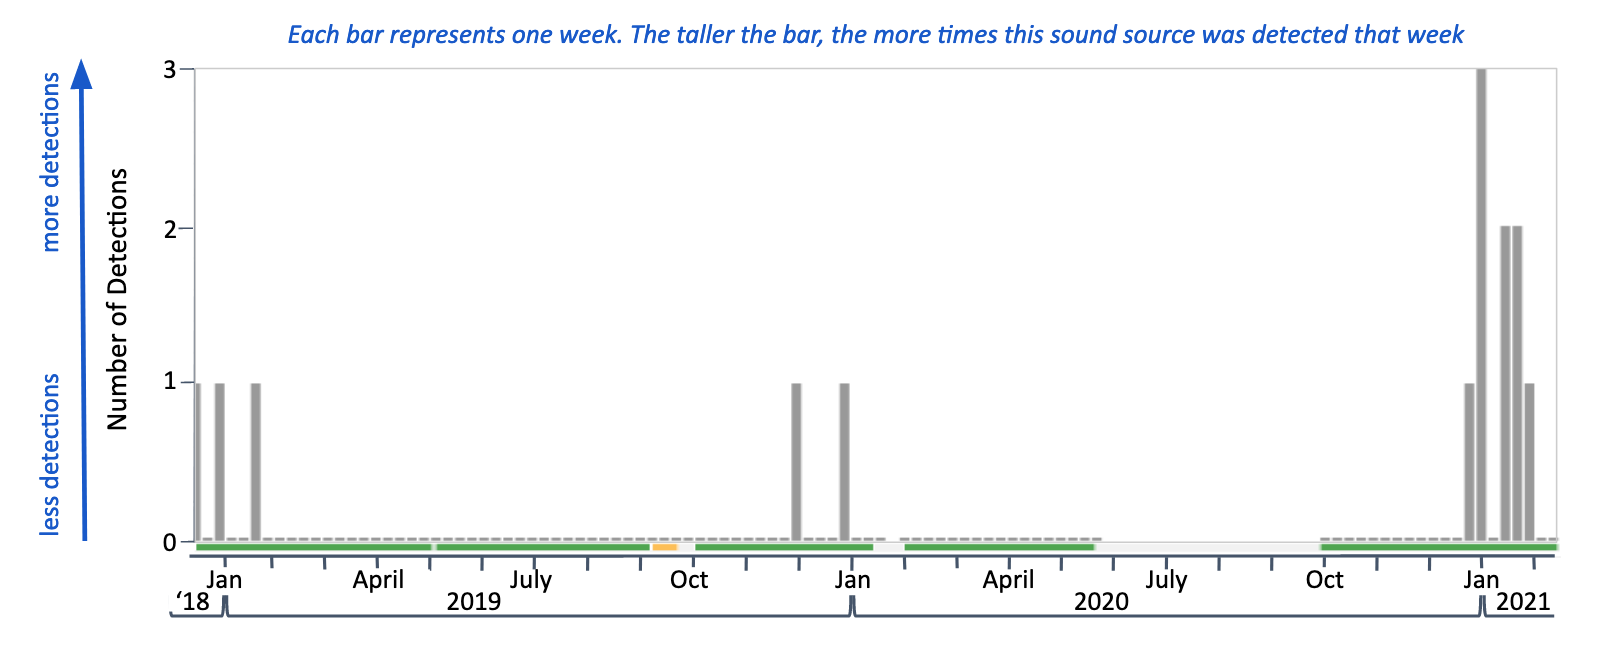 Each bar represents one week. The taller the bar, the more times this sound source was detected that week
more detections
less detections
Number of Detections
3
2
1
0
Jan April July Oct Jan April July Oct Jan
‘18 2019 2020 2021